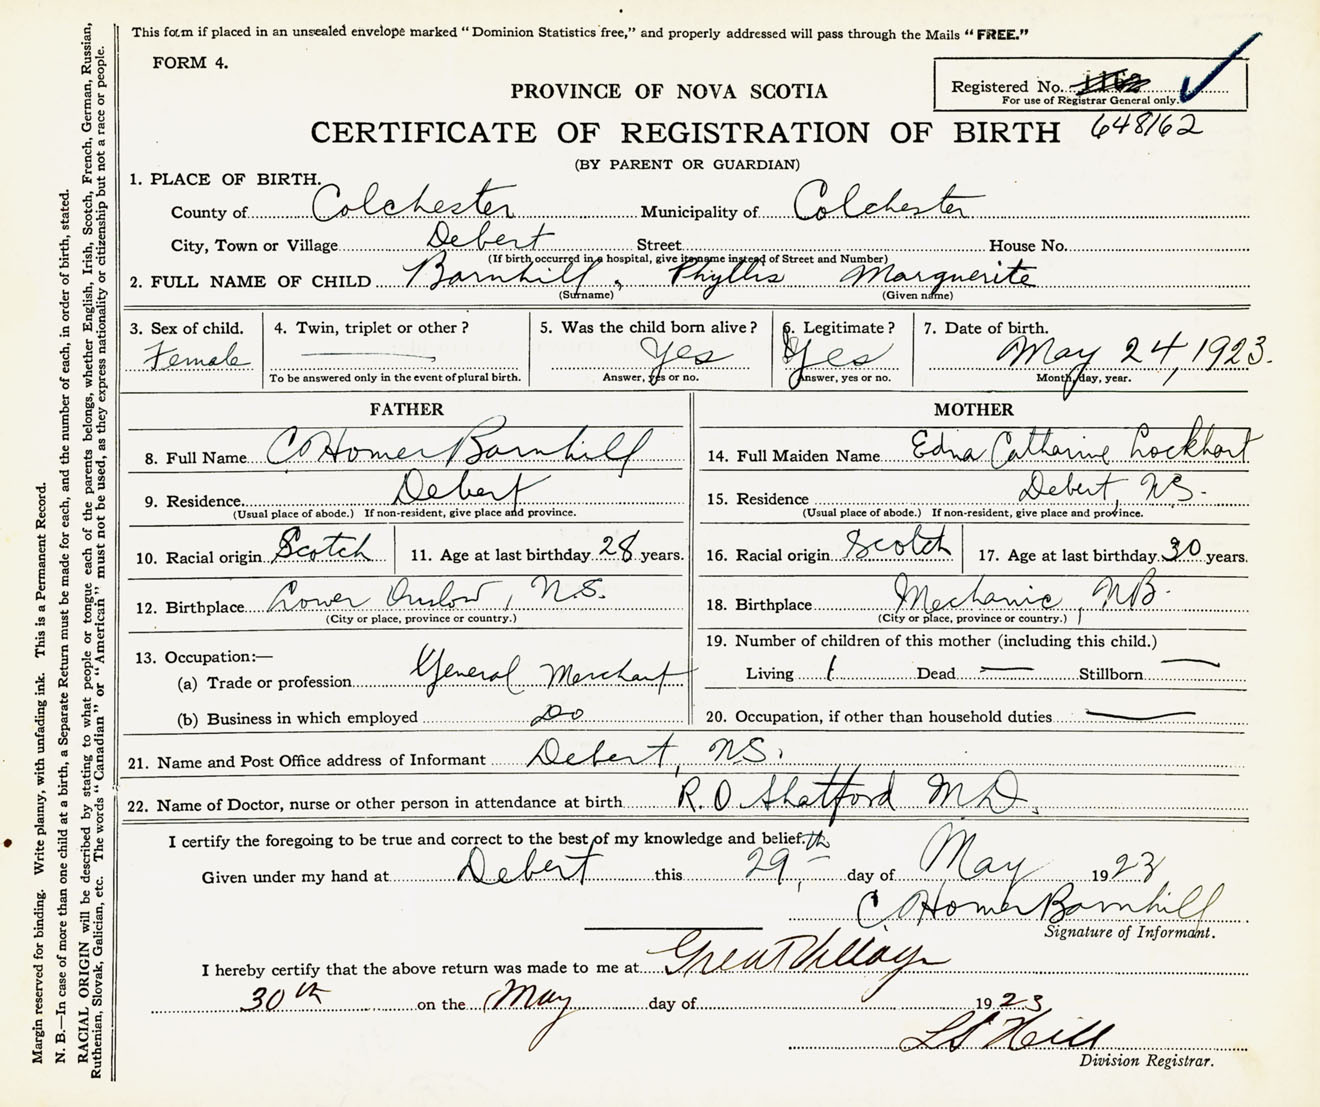 This form if placed in an unsealed envelope marked “Dominion Statistics free,” and properly addressed will pass through the Mails “FREE.”
FORM 4.
Registered No. 1162
For use of Registrar General only.
648162
PROVINCE OF NOVA SCOTIA
CERTIFICATE OF REGISTRATION OF BIRTH
(BY PARENT OR GUARDIAN)
1. PLACE OF BIRTH.
County of Colchester Municipality of Colchester
City, Town or Village Debert Street House No.
(If birth occurred in a hospital, give its name instead of Street and Number)
2. FULL NAME OF CHILD Barnhill, Phyllis Marguerite
(Surname) (Given name)
3. Sex of child. 4. Twin, triplet or other? 5. Was the child born alive? 6. Legitimate? 7. Date of birth.
Female Yes Yes May 24, 1923.
To be answered only in the event of plural birth. Answer, yes or no. Answer, yes or no. Month, day, year.
FATHER
8. Full Name C Homer Barnhill
9. Residence Debert
(Usual place of abode.) If non-resident, give place and province.
10. Racial origin Scotch 11. Age at last birthday 28 years.
12. Birthplace Lower Onslow, N.S.
(City or place, province or country.)
13. Occupation:—
(a) Trade or profession General Merchant
(b) Business in which employed Do
MOTHER
14. Full Maiden Name Edna Catharine Lockhart
15. Residence Debert, NS.
(Usual place of abode.) If non-resident, give place and province.
16. Racial origin Scotch 17. Age at last birthday 30 years.
18. Birthplace Mechanic, NB.
(City or place, province or country.)
19. Number of children of this mother (including this child.)
Living 1 Dead — Stillborn —
20. Occupation, if other than household duties —
21. Name and Post Office address of Informant Debert, NS.
22. Name of Doctor, nurse or other person in attendance at birth R. O Shatford M.D.
I certify the foregoing to be true and correct to the best of my knowledge and belief.
Given under my hand at Debert this 29th day of May 1923
C Homer Barnhill
Signature of Informant.
I hereby certify that the above return was made to me at Great Village
30th on the May day of 1923
L S Hill
Division Registrar.
Margin reserved for binding. Write plainly, with unfading ink. This is a Permanent Record.
N. B.—In case of more than one child at a birth, a Separate Return must be made for each, and the number of each, in order of birth, stated.
RACIAL ORIGIN will be described by stating to what people or tongue each of the parents belongs, whether English, Irish, Scotch, French, German, Russian,
Ruthenian, Slovak, Galician, etc. The words “Canadian” or “American” must not be used, as they express nationality or citizenship but not a race or people.